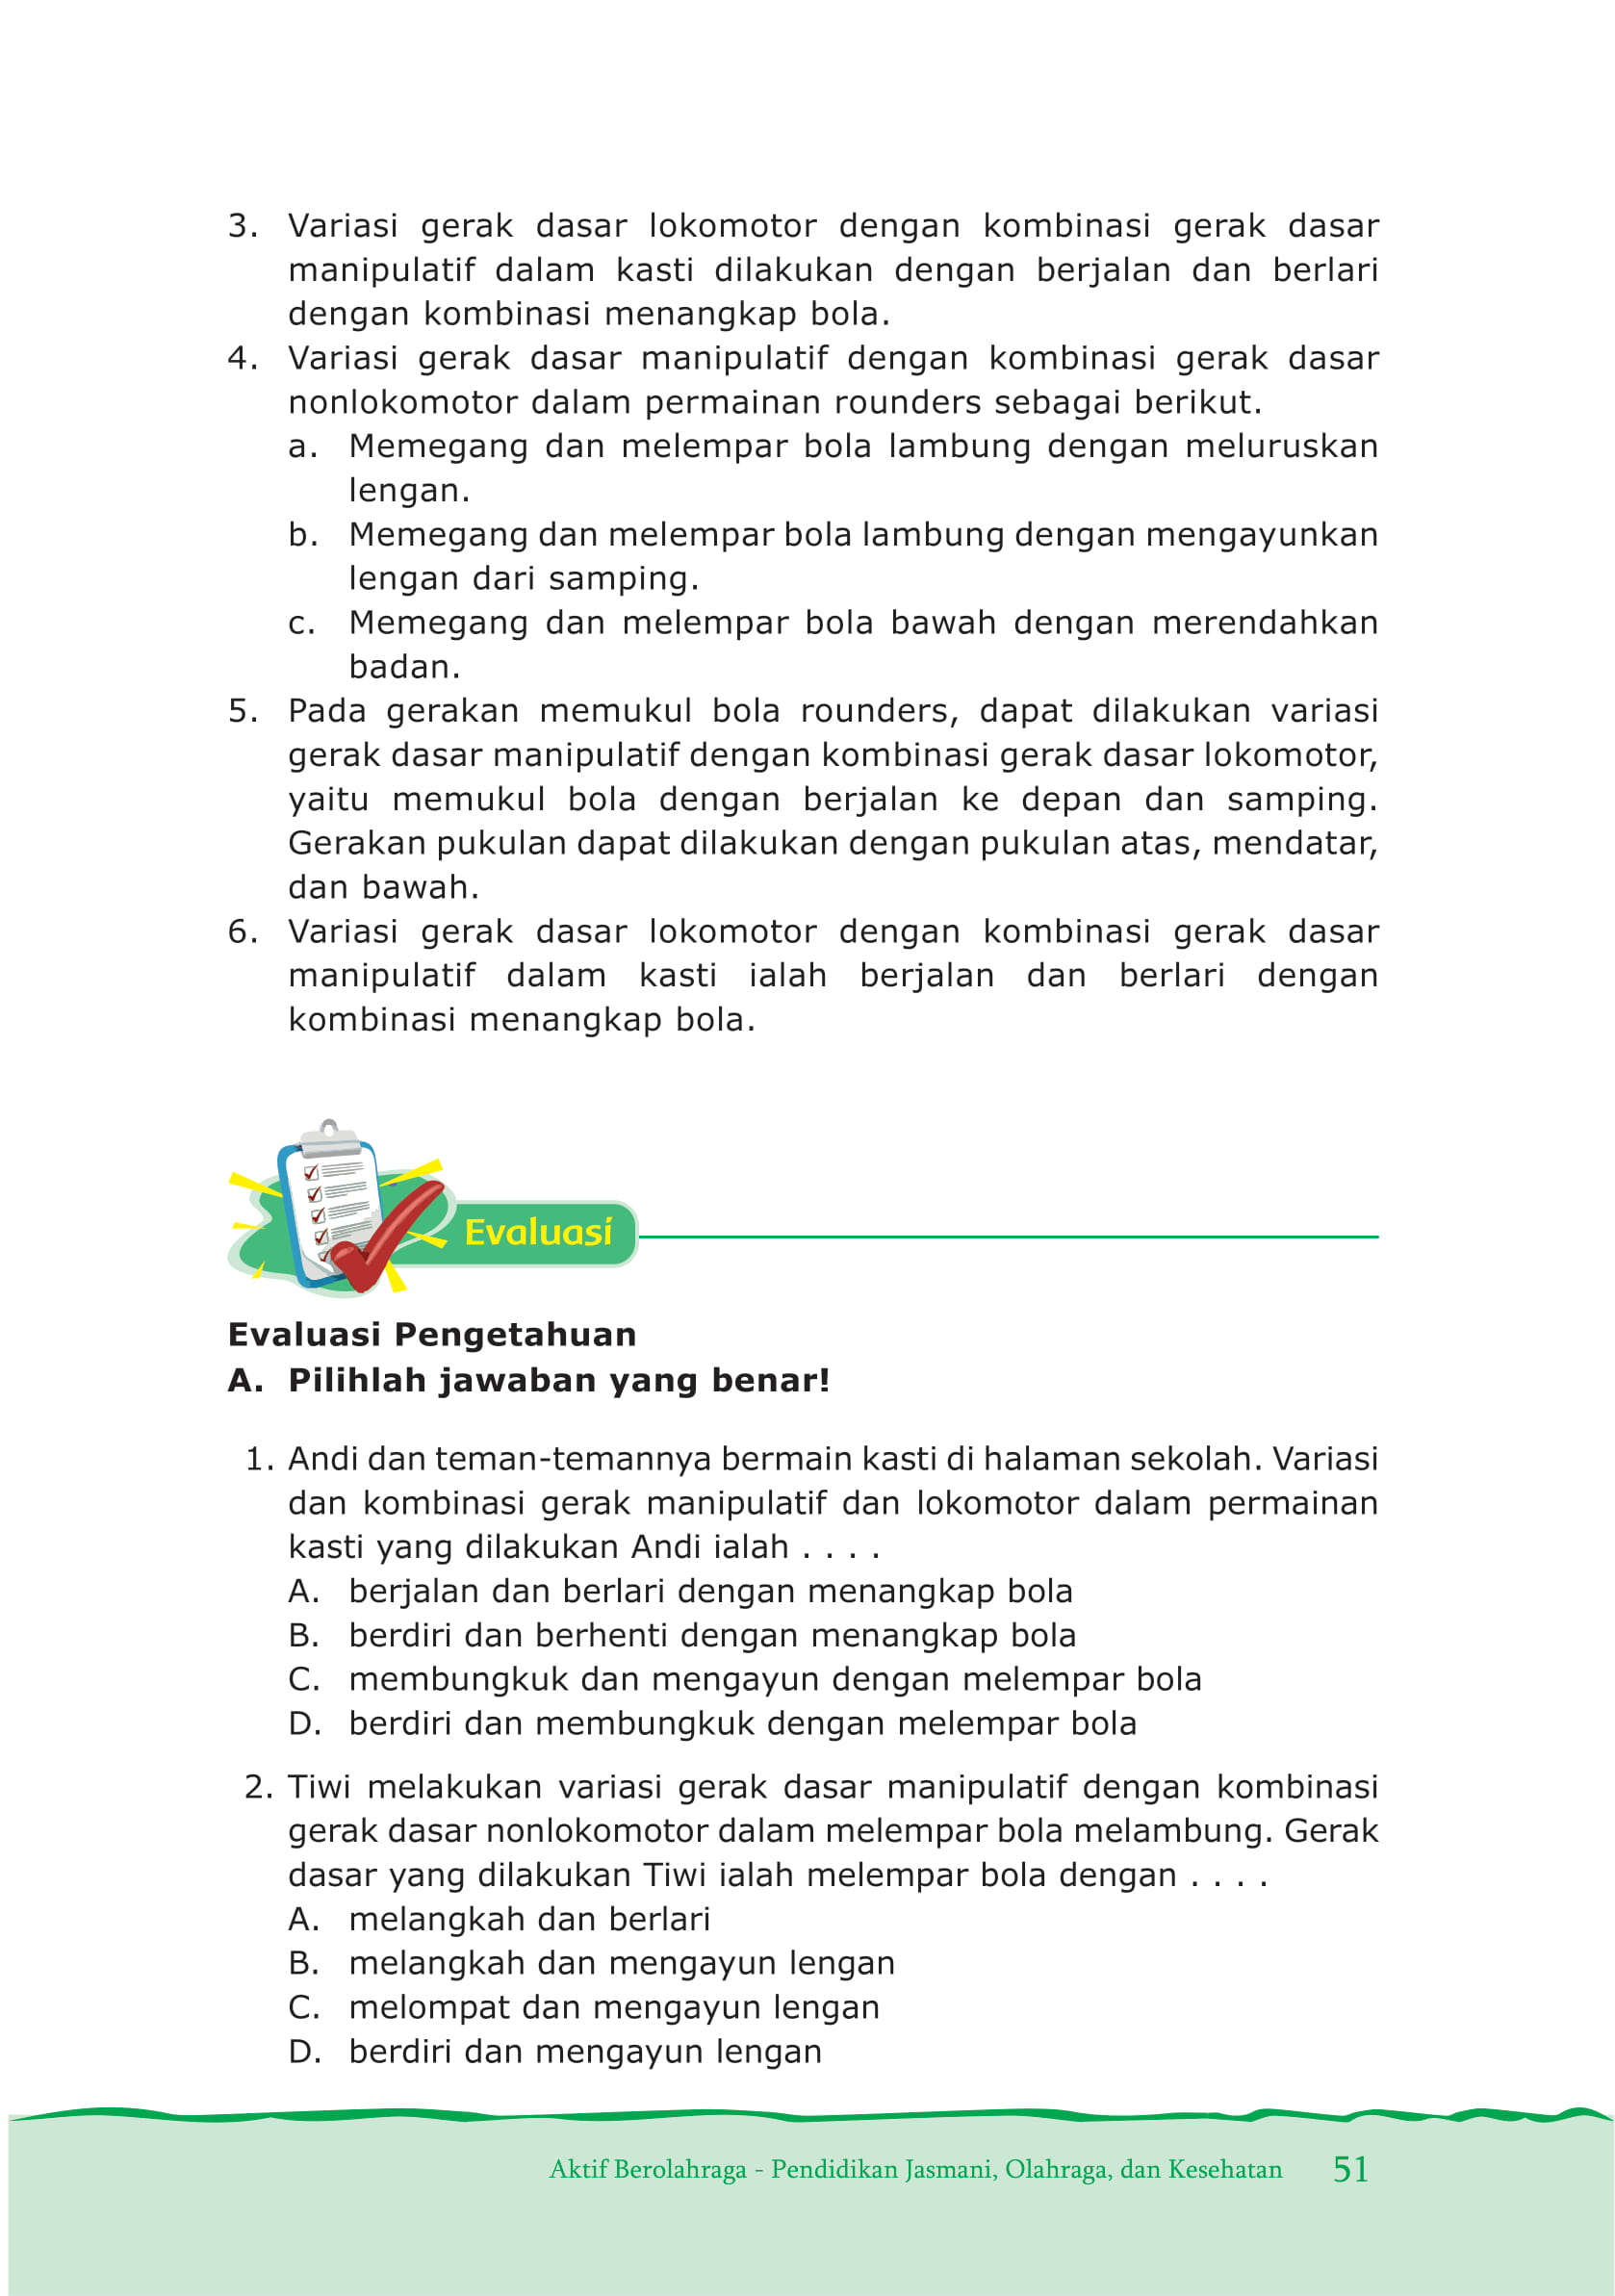 3. Variasi gerak dasar lokomotor dengan kombinasi gerak dasar
manipulatif dalam kasti dilakukan dengan berjalan dan berlari
dengan kombinasi menangkap bola.
4. Variasi gerak dasar manipulatif dengan kombinasi gerak dasar
nonlokomotor dalam permainan rounders sebagai berikut.
a. Memegang dan melempar bola lambung dengan meluruskan
lengan.
b. Memegang dan melempar bola lambung dengan mengayunkan
lengan dari samping.
c. Memegang dan melempar bola bawah dengan merendahkan
badan.
5. Pada gerakan memukul bola rounders, dapat dilakukan variasi
gerak dasar manipulatif dengan kombinasi gerak dasar lokomotor,
yaitu memukul bola dengan berjalan ke depan dan samping.
Gerakan pukulan dapat dilakukan dengan pukulan atas, mendatar,
dan bawah.
6. Variasi gerak dasar lokomotor dengan kombinasi gerak dasar
manipulatif dalam kasti ialah berjalan dan berlari dengan
kombinasi menangkap bola.
Evaluasi
Evaluasi Pengetahuan
A. Pilihlah jawaban yang benar!
1. Andi dan teman-temannya bermain kasti di halaman sekolah. Variasi
dan kombinasi gerak manipulatif dan lokomotor dalam permainan
kasti yang dilakukan Andi ialah . . . .
A. berjalan dan berlari dengan menangkap bola
B. berdiri dan berhenti dengan menangkap bola
C. membungkuk dan mengayun dengan melempar bola
D. berdiri dan membungkuk dengan melempar bola
2. Tiwi melakukan variasi gerak dasar manipulatif dengan kombinasi
gerak dasar nonlokomotor dalam melempar bola melambung. Gerak
dasar yang dilakukan Tiwi ialah melempar bola dengan . . . .
A. melangkah dan berlari
B. melangkah dan mengayun lengan
C. melompat dan mengayun lengan
D. berdiri dan mengayun lengan
Aktif Berolahraga - Pendidikan Jasmani, Olahraga, dan Kesehatan 51